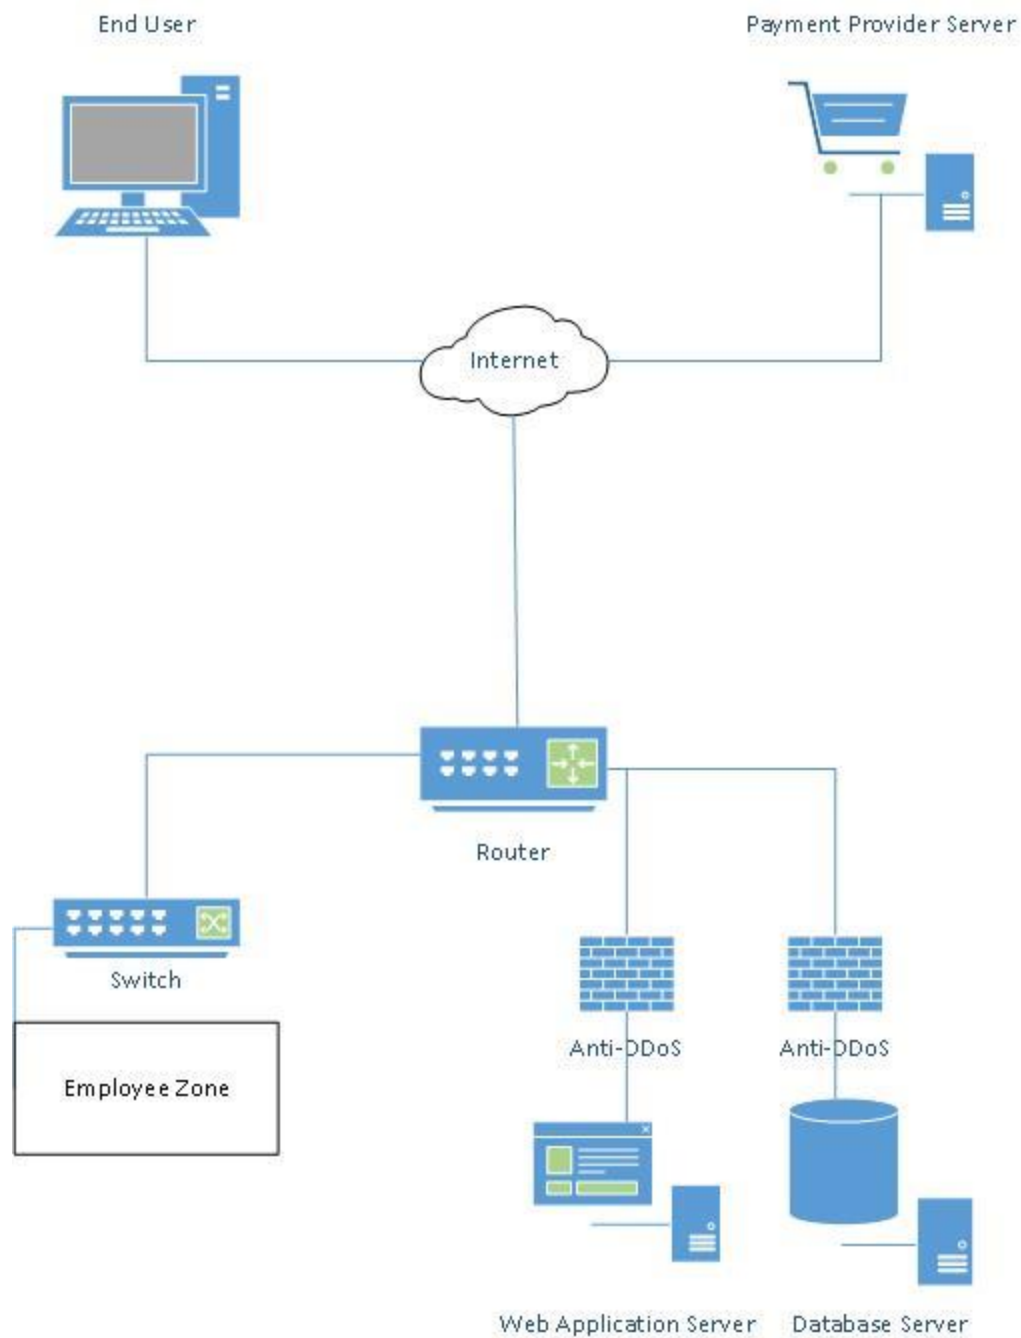 End User
Payment Provider Server
Internet
Router
Switch
Anti-DDoS
Anti-DDoS
Employee Zone
Web Application Server
Database Server